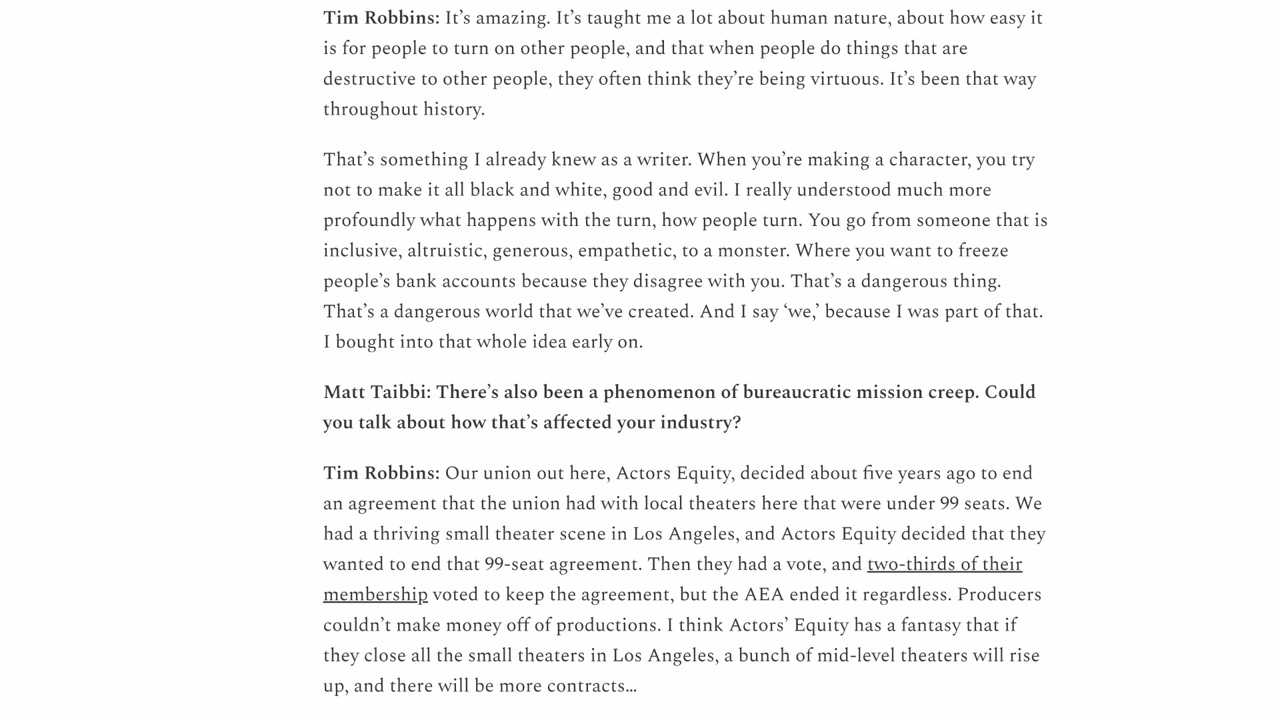 Tim Robbins: It’s amazing. It’s taught me a lot about human nature, about how easy it
is for people to turn on other people, and that when people do things that are
destructive to other people, they often think they’re being virtuous. It’s been that way
throughout history.
That’s something I already knew as a writer. When you’re making a character, you try
not to make it all black and white, good and evil. I really understood much more
profoundly what happens with the turn, how people turn. You go from someone that is
inclusive, altruistic, generous, empathetic, to a monster. Where you want to freeze
people’s bank accounts because they disagree with you. That’s a dangerous thing.
That’s a dangerous world that we’ve created. And I say ‘we,’ because I was part of that.
I bought into that whole idea early on.
Matt Taibbi: There’s also been a phenomenon of bureaucratic mission creep. Could
you talk about how that’s affected your industry?
Tim Robbins: Our union out here, Actors Equity, decided about five years ago to end
an agreement that the union had with local theaters here that were under 99 seats. We
had a thriving small theater scene in Los Angeles, and Actors Equity decided that they
wanted to end that 99-seat agreement. Then they had a vote, and two-thirds of their
membership voted to keep the agreement, but the AEA ended it regardless. Producers
couldn’t make money off of productions. I think Actors’ Equity has a fantasy that if
they close all the small theaters in Los Angeles, a bunch of mid-level theaters will rise
up, and there will be more contracts…